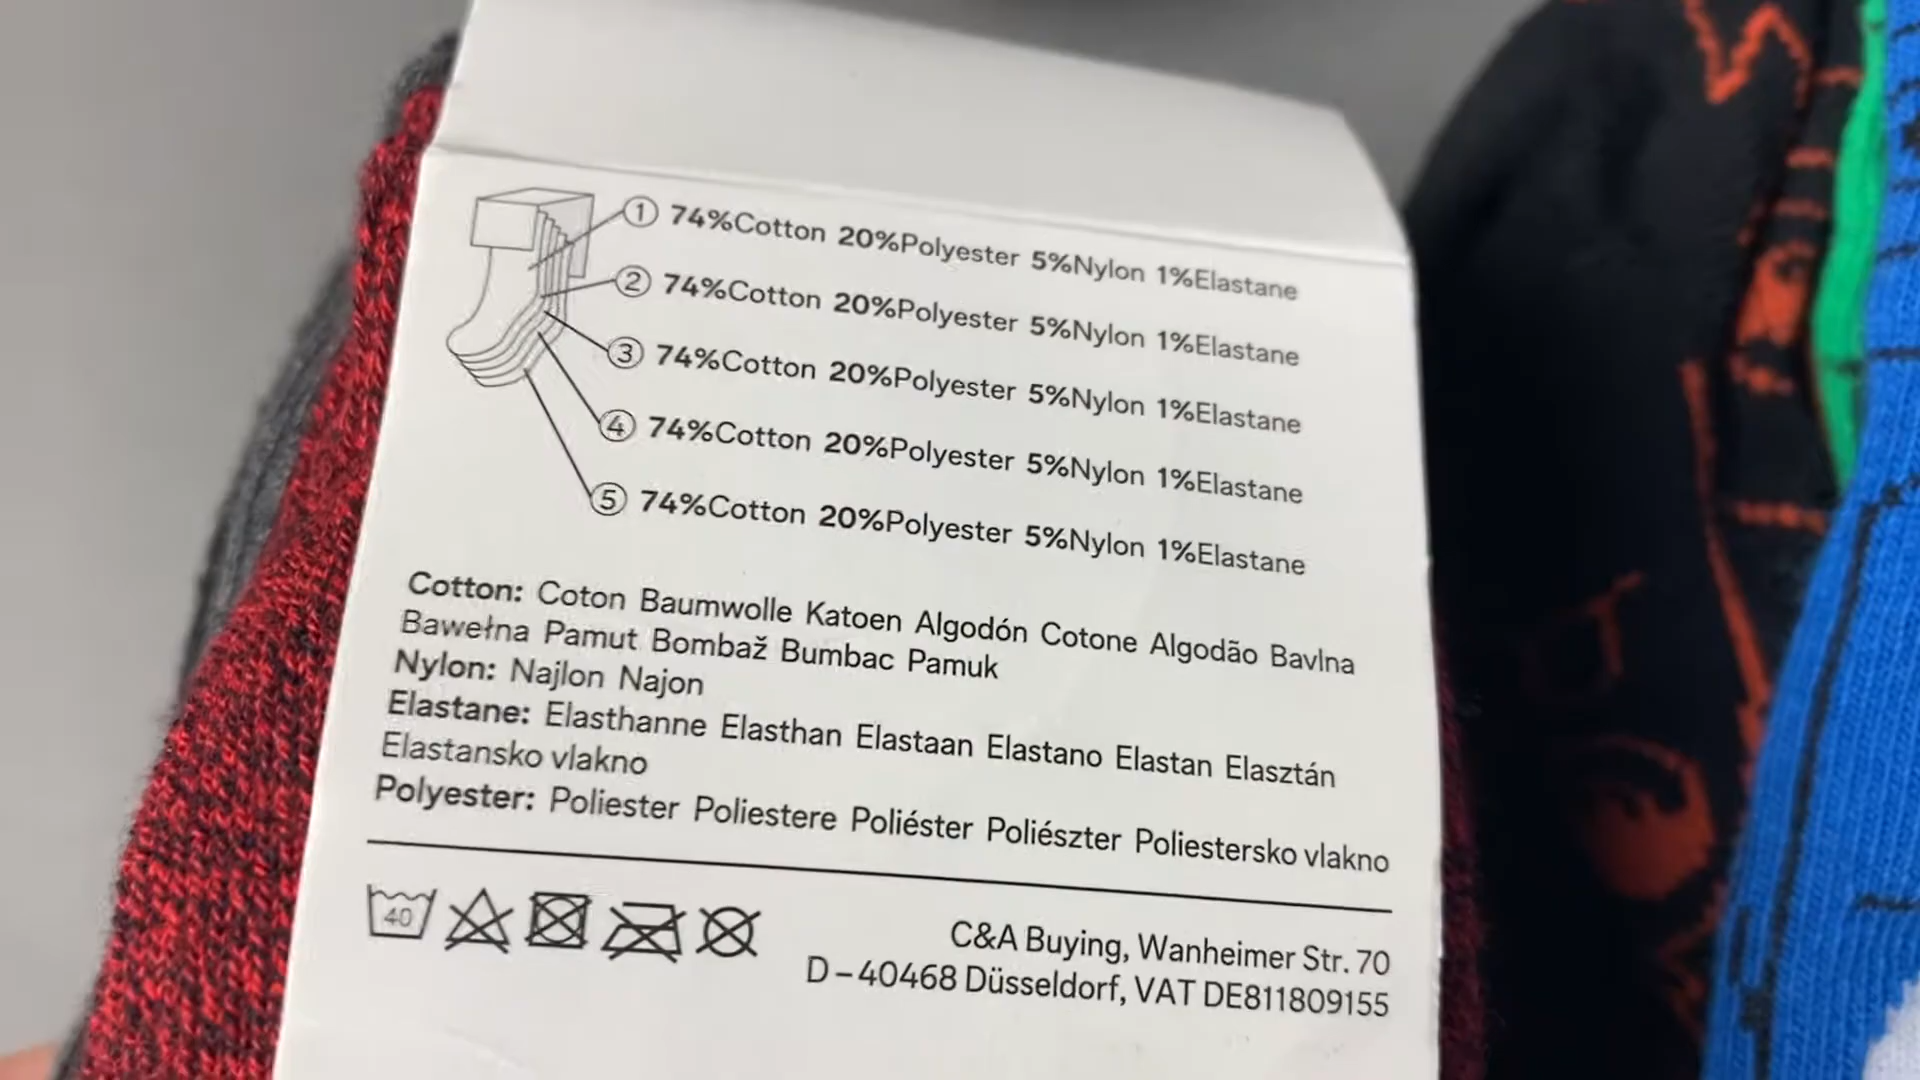 ① 74%Cotton 20%Polyester 5%Nylon 1%Elastane
② 74%Cotton 20%Polyester 5%Nylon 1%Elastane
③ 74%Cotton 20%Polyester 5%Nylon 1%Elastane
④ 74%Cotton 20%Polyester 5%Nylon 1%Elastane
⑤ 74%Cotton 20%Polyester 5%Nylon 1%Elastane
Cotton: Coton Baumwolle Katoen Algodón Cotone Algodão Bavlna
Bawełna Pamut Bombaž Bumbac Pamuk
Nylon: Najlon Najon
Elastane: Elasthanne Elasthan Elastaan Elastano Elastan Elasztán
Elastansko vlakno
Polyester: Poliester Poliestere Poliéster Poliészter Poliestersko vlakno
40
C&A Buying, Wanheimer Str. 70
D-40468 Düsseldorf, VAT DE811809155